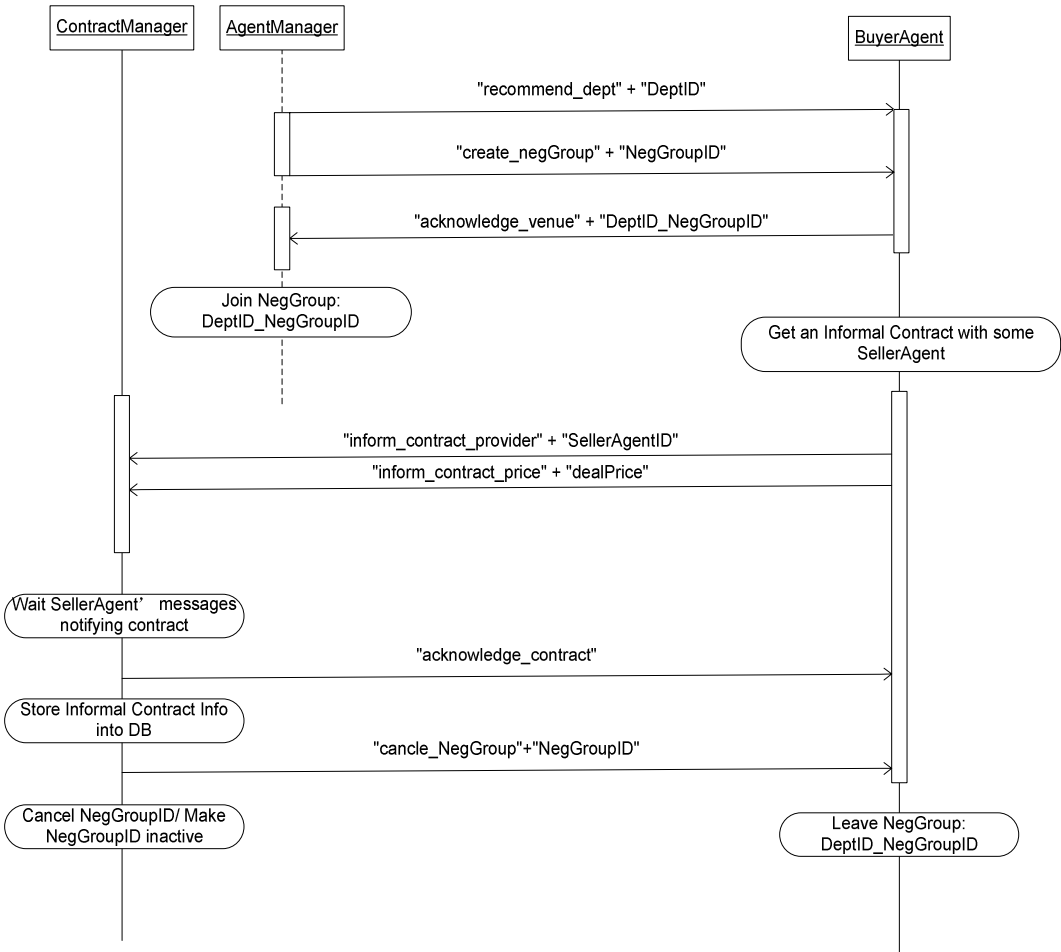 ContractManager
AgentManager
BuyerAgent
"recommend_dept" + "DeptID"
"create_negGroup" + "NegGroupID"
"acknowledge_venue" + "DeptID_NegGroupID"
Join NegGroup:
DeptID_NegGroupID
Get an Informal Contract with some
SellerAgent
"inform_contract_provider" + "SellerAgentID"
"inform_contract_price" + "dealPrice"
Wait SellerAgent’ messages
notifying contract
"acknowledge_contract"
Store Informal Contract Info
into DB
"cancle_NegGroup"+"NegGroupID"
Cancel NegGroupID/ Make
NegGroupID inactive
Leave NegGroup:
DeptID_NegGroupID